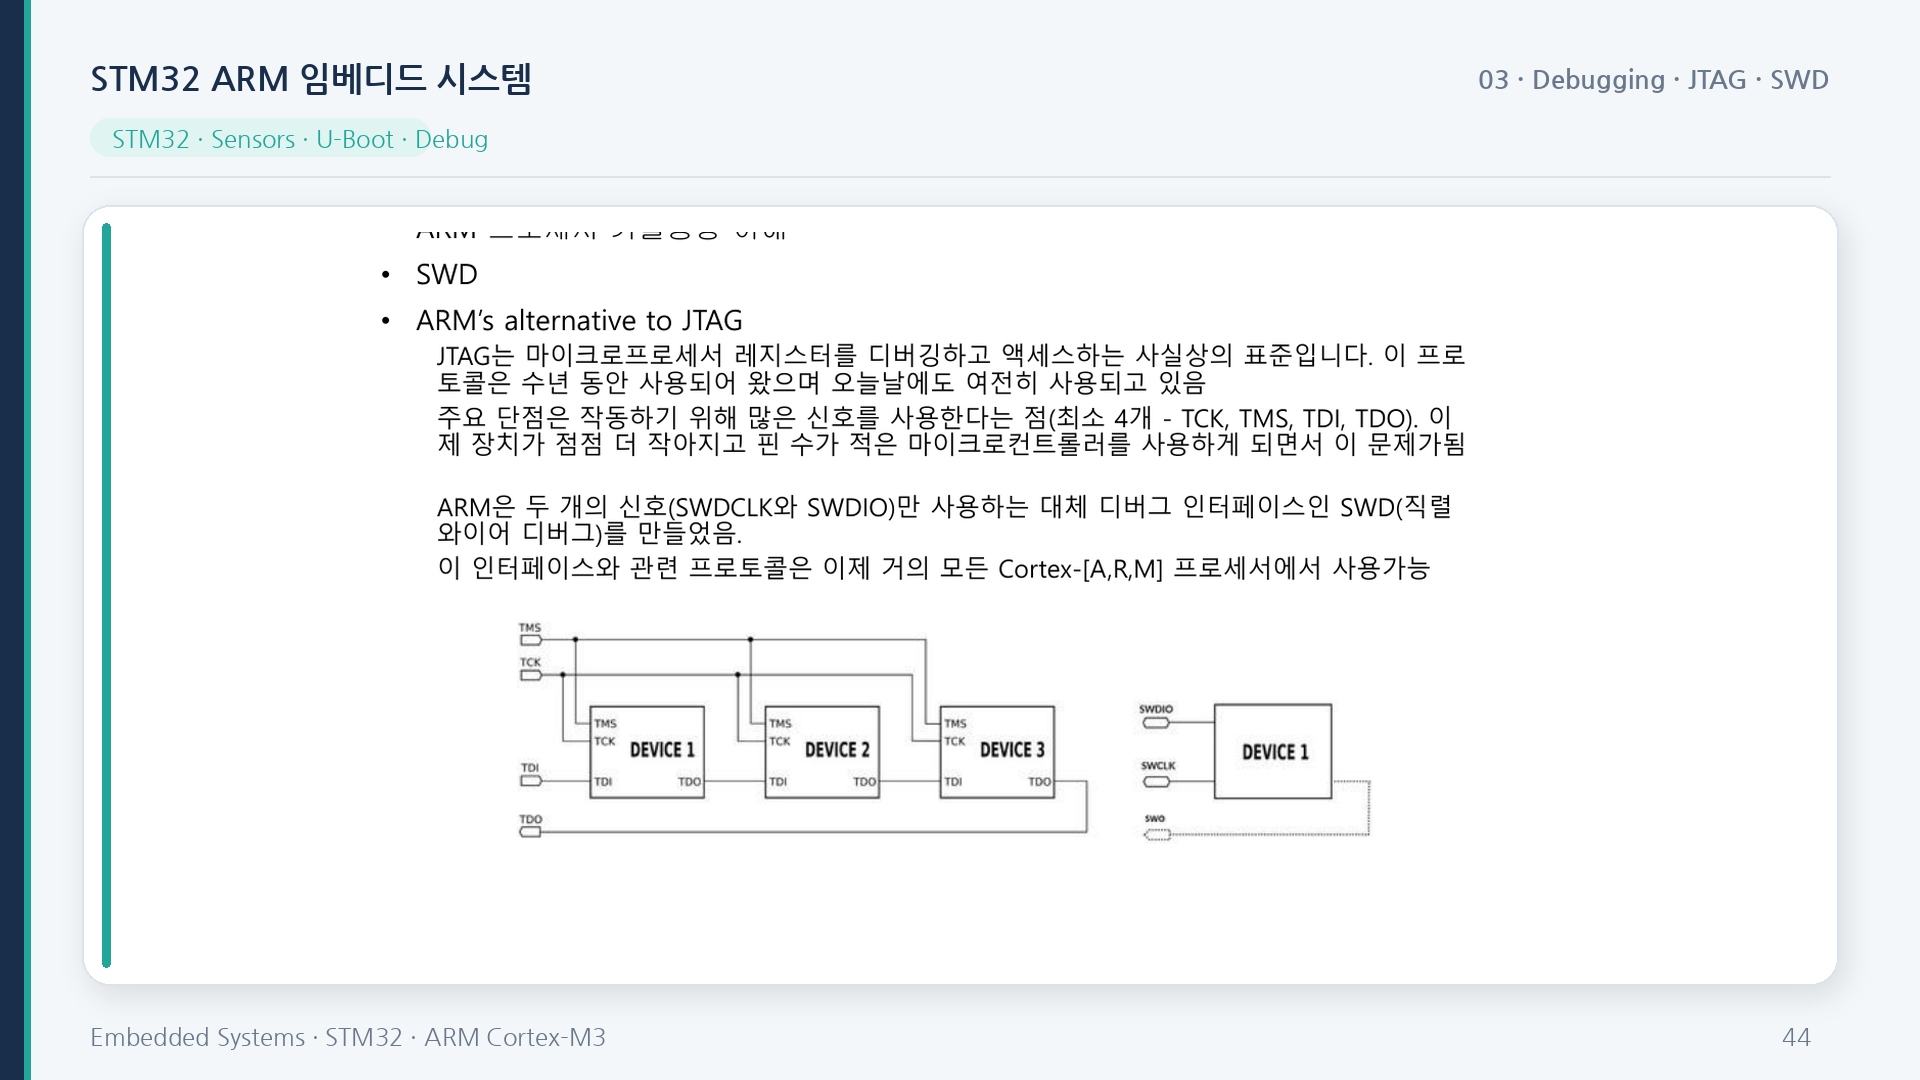 STM32 ARM 임베디드 시스템
03 · Debugging · JTAG · SWD
STM32 · Sensors · U-Boot · Debug
• SWD
• ARM’s alternative to JTAG
JTAG는 마이크로프로세서 레지스터를 디버깅하고 액세스하는 사실상의 표준입니다. 이 프로
토콜은 수년 동안 사용되어 왔으며 오늘날에도 여전히 사용되고 있음
주요 단점은 작동하기 위해 많은 신호를 사용한다는 점(최소 4개 - TCK, TMS, TDI, TDO). 이
제 장치가 점점 더 작아지고 핀 수가 적은 마이크로컨트롤러를 사용하게 되면서 이 문제가됨
ARM은 두 개의 신호(SWDCLK와 SWDIO)만 사용하는 대체 디버그 인터페이스인 SWD(직렬
와이어 디버그)를 만들었음.
이 인터페이스와 관련 프로토콜은 이제 거의 모든 Cortex-[A,R,M] 프로세서에서 사용가능
TMS
TCK
TMS TMS TMS
TCK TCK TCK
DEVICE 1 DEVICE 2 DEVICE 3
TDI
TDI TDO TDI TDO TDI TDO
TDO
SWDIO
DEVICE 1
SWCLK
SWO
Embedded Systems · STM32 · ARM Cortex-M3
44